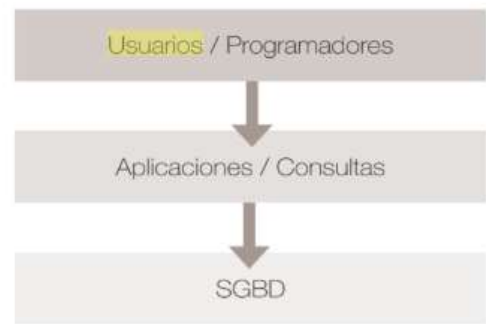 Usuarios / Programadores
Aplicaciones / Consultas
SGBD